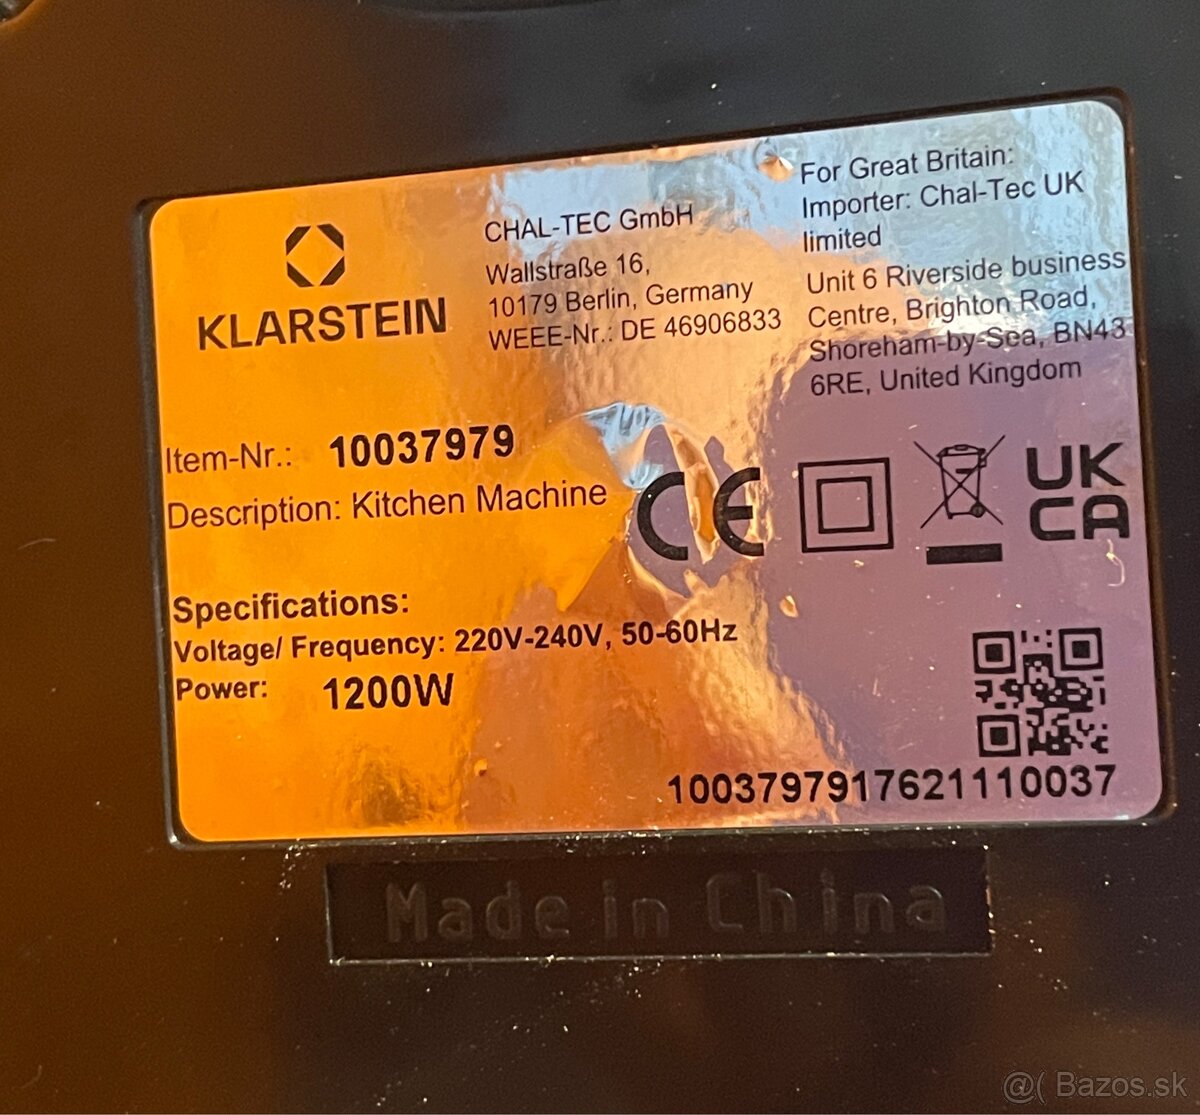 KLARSTEIN
CHAL-TEC GmbH
Wallstraße 16,
10179 Berlin, Germany
WEEE-Nr.: DE 46906833
For Great Britain:
Importer: Chal-Tec UK
limited
Unit 6 Riverside business
Centre, Brighton Road,
Shoreham-by-Sea, BN43
6RE, United Kingdom
Item-Nr.: 10037979
Description: Kitchen Machine
CE
UK
CA
Specifications:
Voltage/ Frequency: 220V-240V, 50-60Hz
Power: 1200W
1003797917621110037
Made in China
@( Bazos.sk